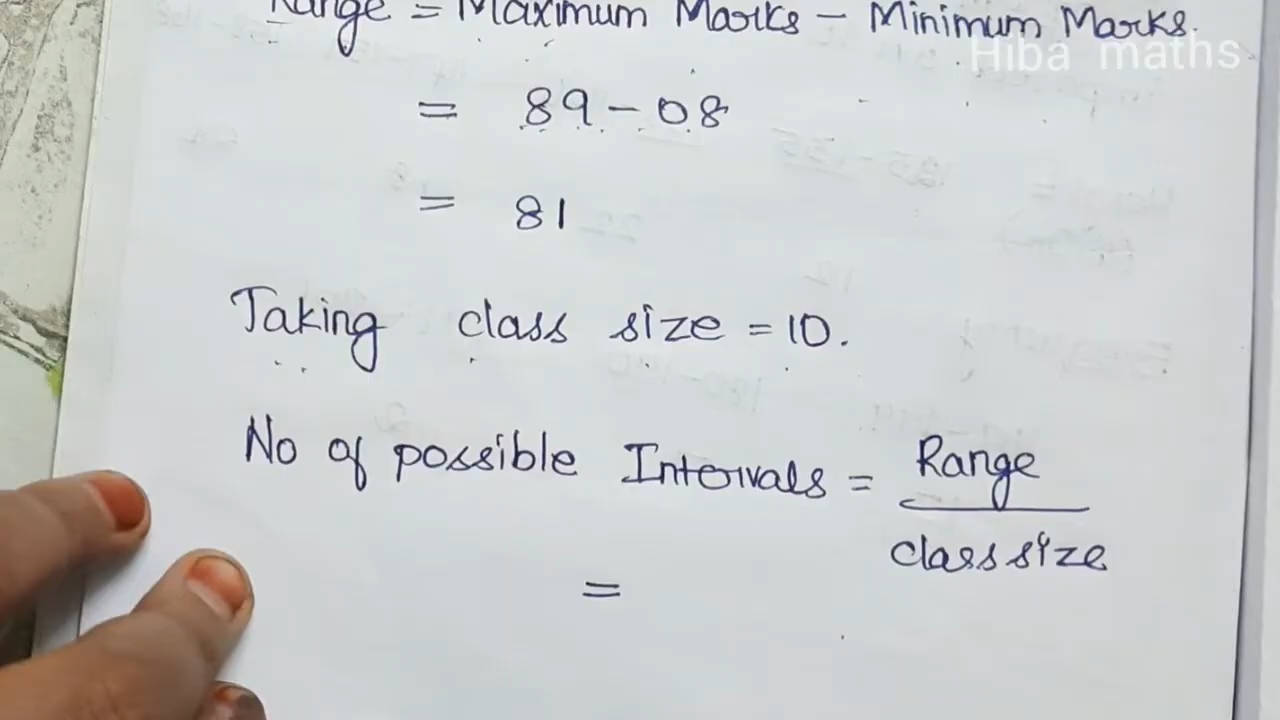 Range = Maximum Marks – Minimum Marks.
Hiba maths
= 89 – 08
= 81
Taking class size = 10.
No of possible Intervals = Range / class size
=